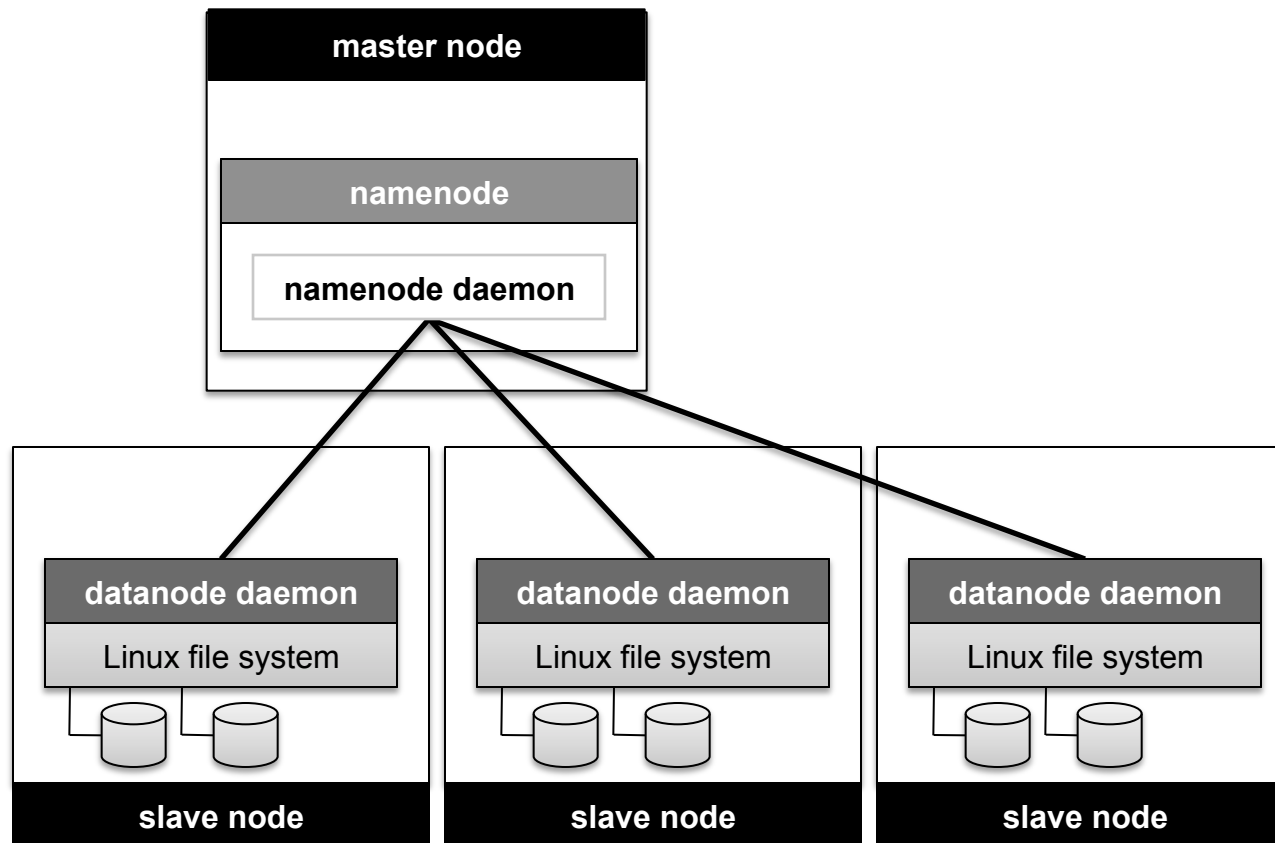 master node
namenode
namenode daemon
datanode daemon
Linux file system
slave node
datanode daemon
Linux file system
slave node
datanode daemon
Linux file system
slave node